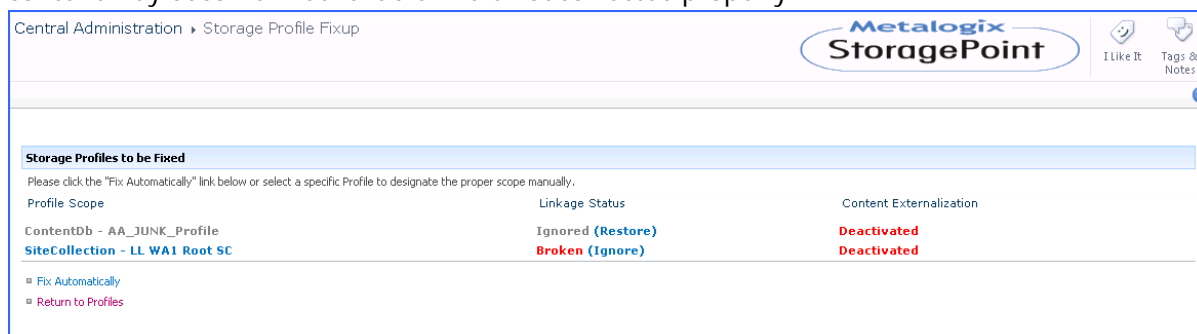 Central Administration ▸ Storage Profile Fixup
Metalogix
StoragePoint
I Like It
Tags &
Notes
Storage Profiles to be Fixed
Please click the "Fix Automatically" link below or select a specific Profile to designate the proper scope manually.
Profile Scope Linkage Status Content Externalization
ContentDb - AA_JUNK_Profile Ignored (Restore) Deactivated
SiteCollection - LL WA1 Root SC Broken (Ignore) Deactivated
Fix Automatically
Return to Profiles